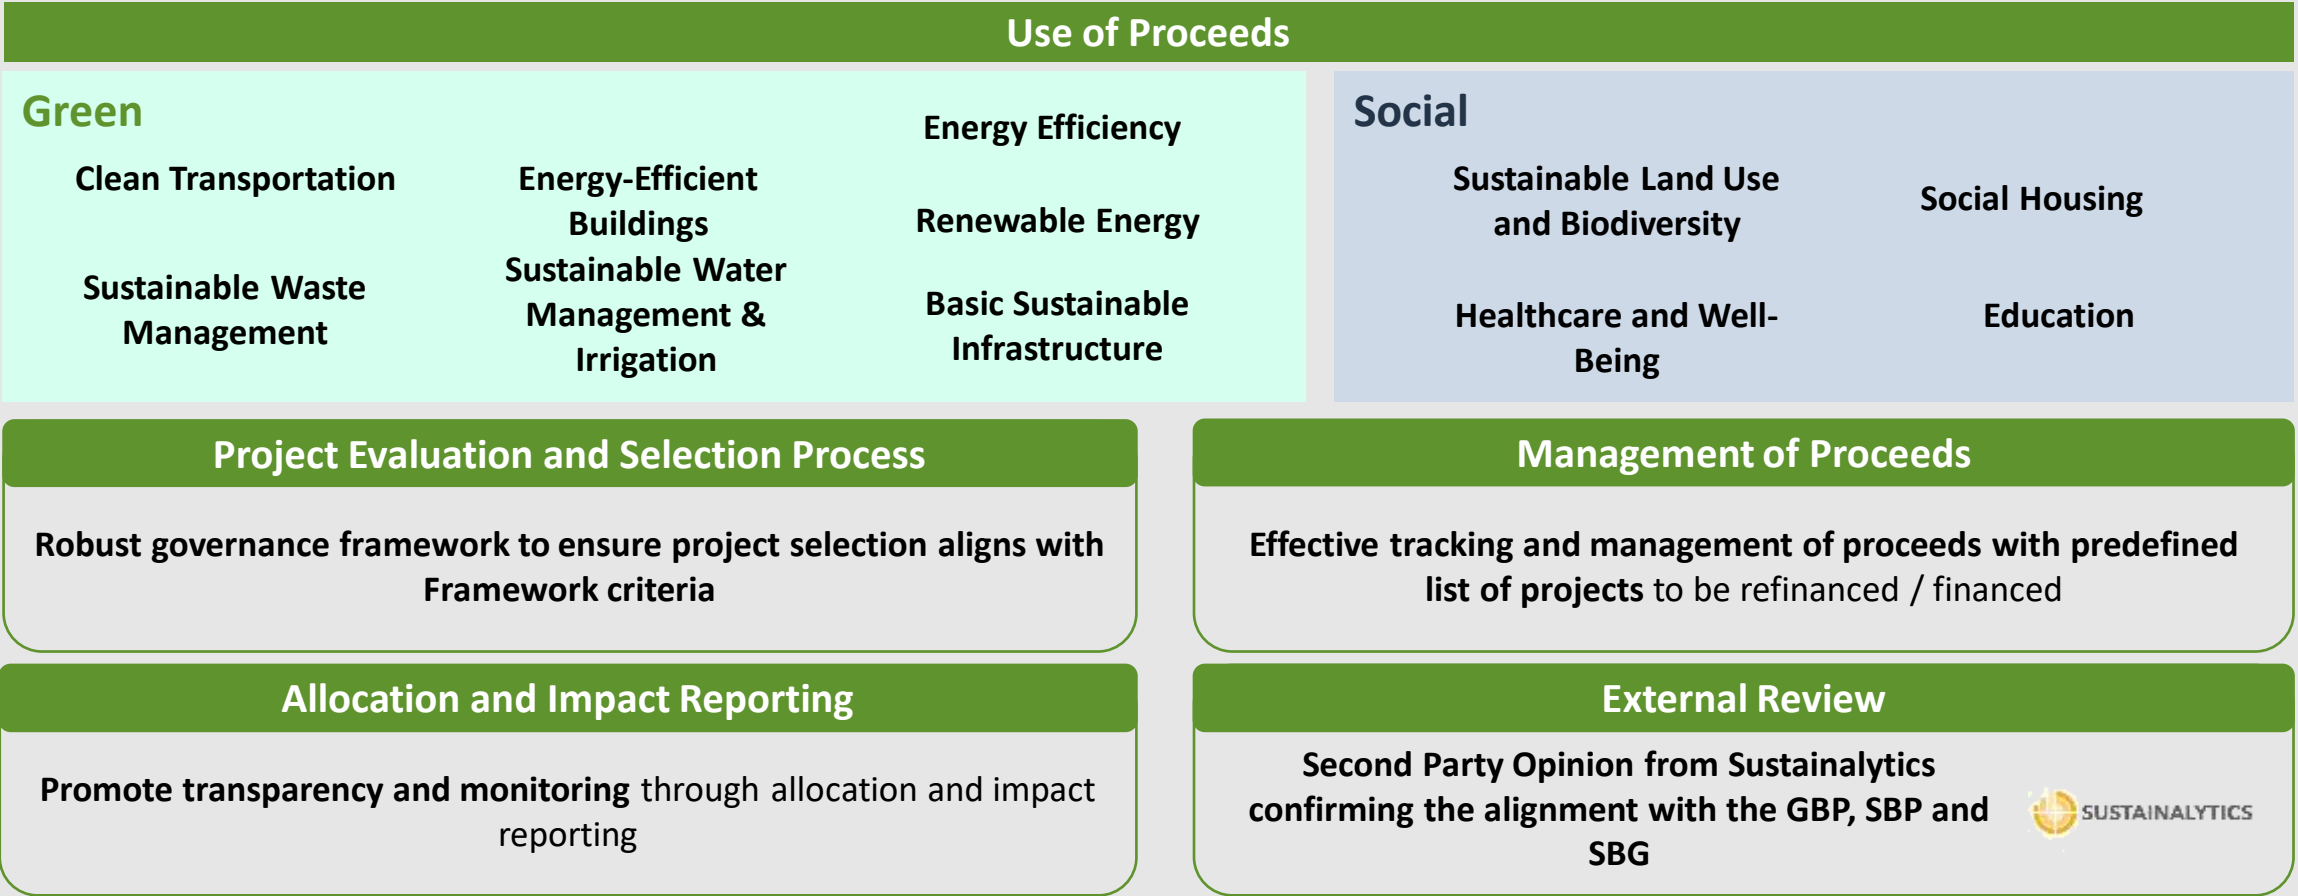 Use of Proceeds
Green
Clean Transportation
Sustainable Waste
Management
Energy-Efficient
Buildings
Sustainable Water
Management &
Irrigation
Energy Efficiency
Renewable Energy
Basic Sustainable
Infrastructure
Social
Sustainable Land Use
and Biodiversity
Healthcare and Well-
Being
Social Housing
Education
Project Evaluation and Selection Process
Robust governance framework to ensure project selection aligns with
Framework criteria
Management of Proceeds
Effective tracking and management of proceeds with predefined
list of projects to be refinanced / financed
Allocation and Impact Reporting
Promote transparency and monitoring through allocation and impact
reporting
External Review
Second Party Opinion from Sustainalytics
confirming the alignment with the GBP, SBP and
SBG
SUSTAINALYTICS